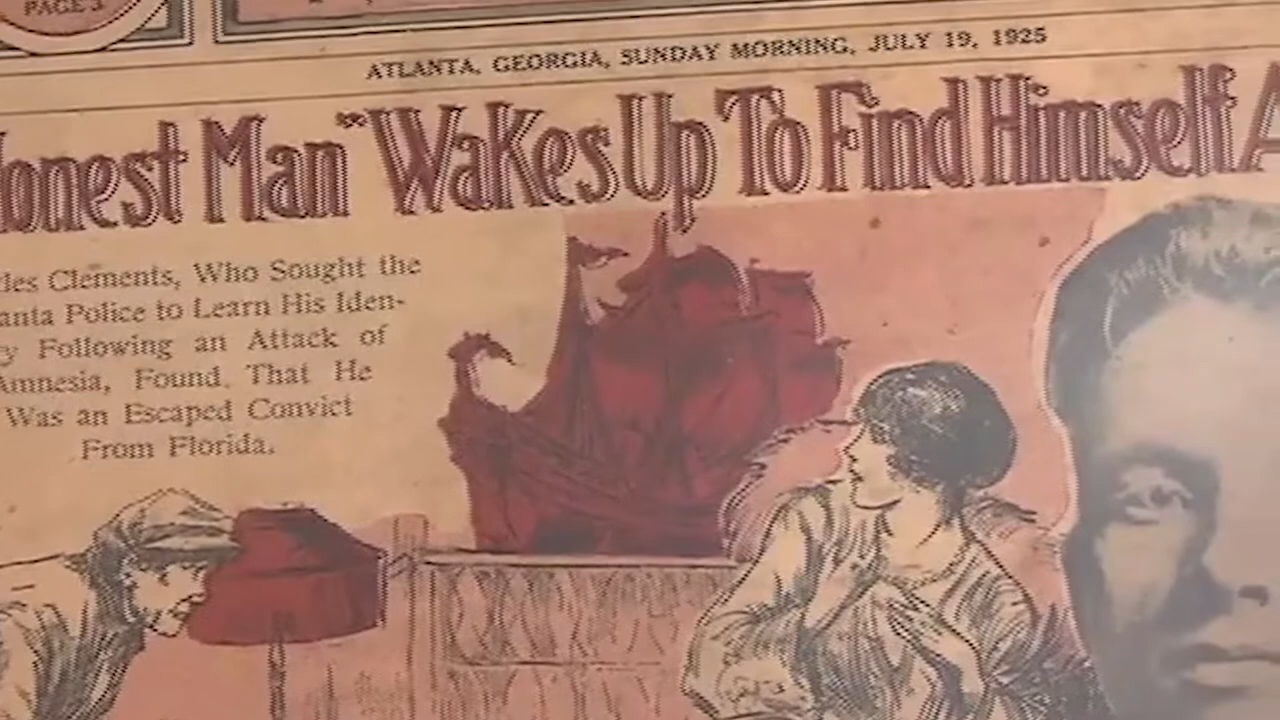 PAGE 3
ATLANTA, GEORGIA, SUNDAY MORNING, JULY 19, 1925
onest Man" Wakes Up To Find Himself A
les Clements, Who Sought the
anta Police to Learn His Iden-
y Following an Attack of
Amnesia, Found That He
Was an Escaped Convict
From Florida.